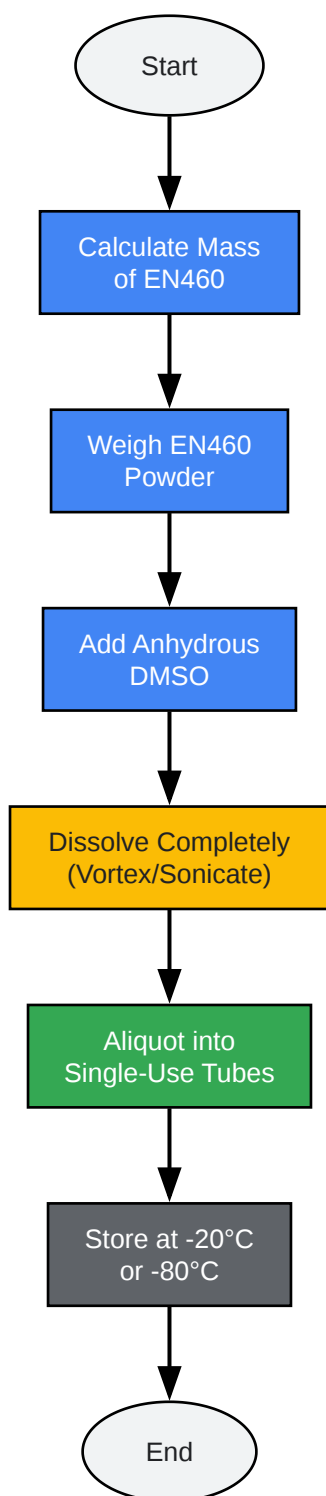 Start
Calculate Mass
of EN460
Weigh EN460
Powder
Add Anhydrous
DMSO
Dissolve Completely
(Vortex/Sonicate)
Aliquot into
Single-Use Tubes
Store at -20°C
or -80°C
End